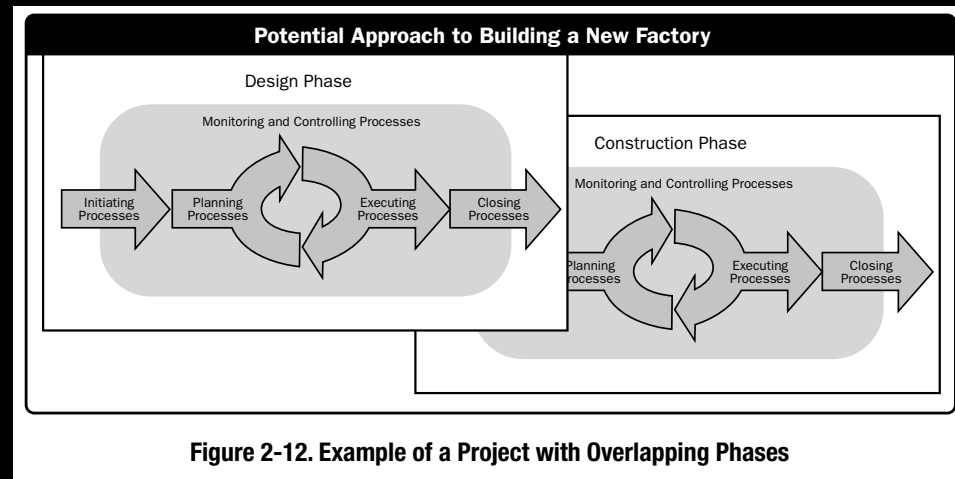 Potential Approach to Building a New Factory
Design Phase
Monitoring and Controlling Processes
Initiating
Processes
Planning
Processes
Executing
Processes
Closing
Processes
Construction Phase
Monitoring and Controlling Processes
Planning
Processes
Executing
Processes
Closing
Processes
Figure 2-12. Example of a Project with Overlapping Phases